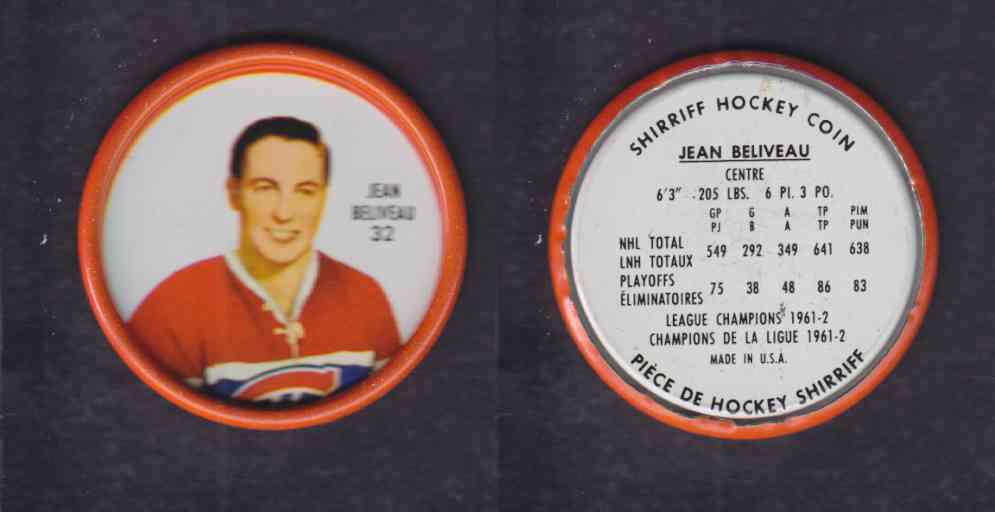 JEAN
BELIVEAU
32
SHIRRIFF HOCKEY COIN
JEAN BELIVEAU
CENTRE
6'3" 205 LBS. 6 PI. 3 PO.
GP G A TP PIM
PJ B A TP PUN
NHL TOTAL
LNH TOTAUX 549 292 349 641 638
PLAYOFFS
ÉLIMINATOIRES 75 38 48 86 83
LEAGUE CHAMPIONS 1961-2
CHAMPIONS DE LA LIGUE 1961-2
MADE IN U.S.A.
PIÉCE DE HOCKEY SHIRRIFF